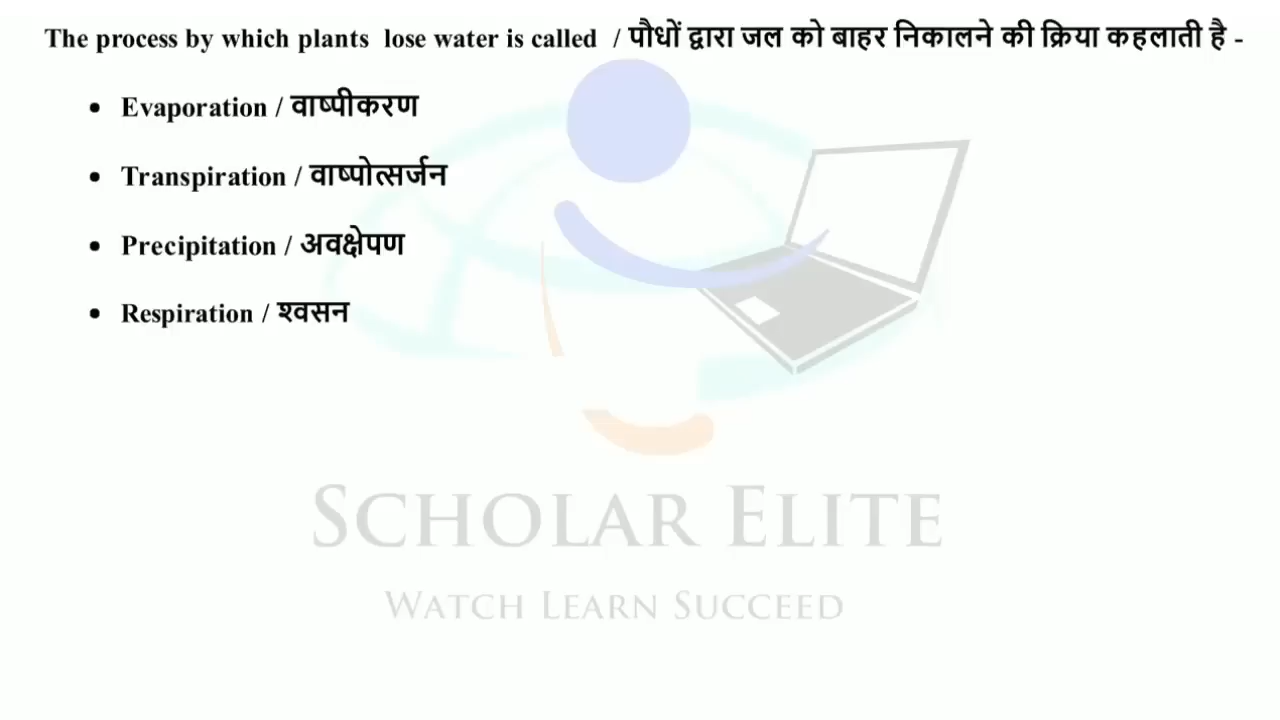 The process by which plants lose water is called / पौधों द्वारा जल को बाहर निकालने की क्रिया कहलाती है -
• Evaporation / वाष्पीकरण
• Transpiration / वाष्पोत्सर्जन
• Precipitation / अवक्षेपण
• Respiration / श्वसन
SCHOLAR ELITE
WATCH LEARN SUCCEED